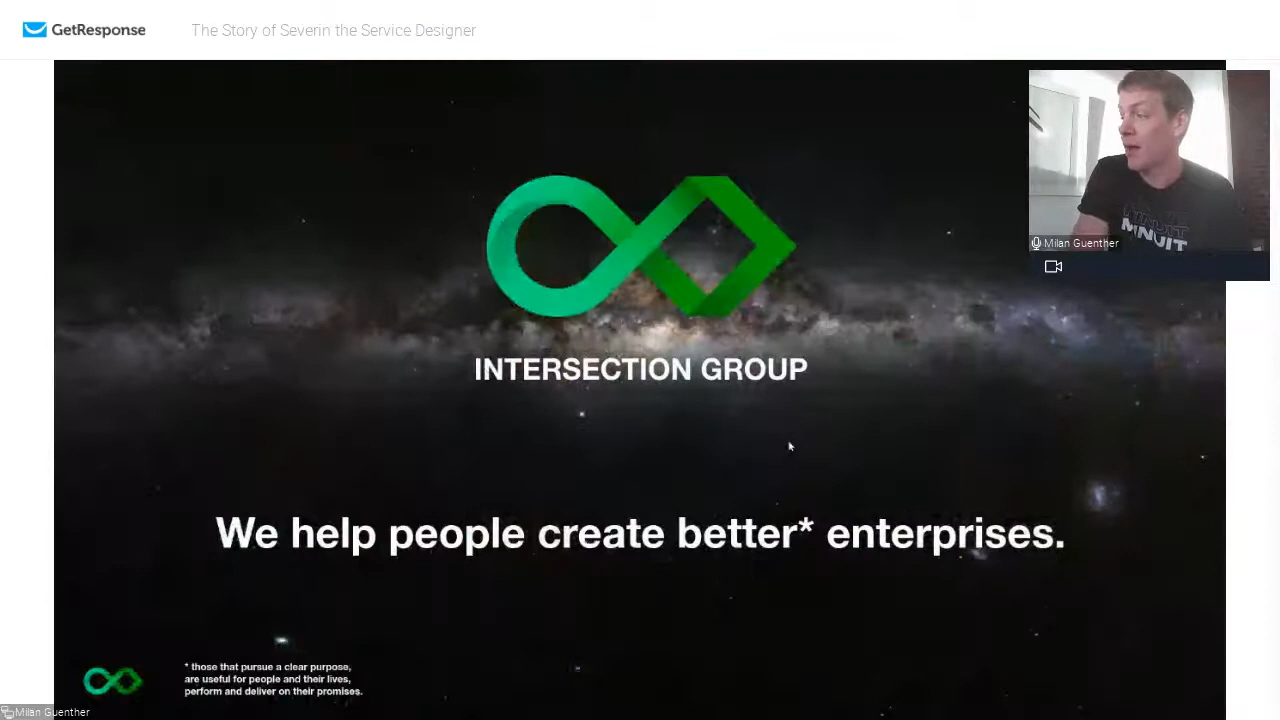 GetResponse
The Story of Severin the Service Designer
MINUIT
MINUIT
Milan Guenther
INTERSECTION GROUP
We help people create better* enterprises.
* those that pursue a clear purpose,
are useful for people and their lives,
perform and deliver on their promises.
Milan Guenther